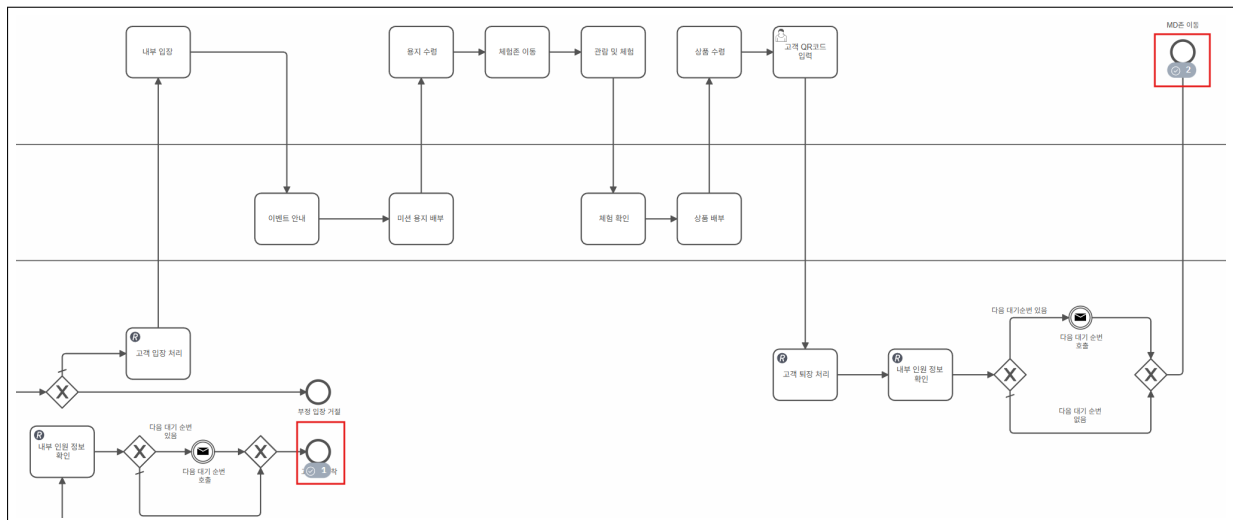 MD존 이동
내부 입장
용지 수령
체험존 이동
관람 및 체험
상품 수령
고객 QR코드
입력
2
이벤트 안내
미션 용지 배부
체험 확인
상품 배부
R
고객 입장 처리
X
부정 입장 거절
R
내부 인원 정보
확인
X
다음 대기 순번
있음
다음 대기 순번
호출
X
1
R
고객 퇴장 처리
R
내부 인원 정보
확인
X
다음 대기순번 있음
다음 대기 순번
호출
다음 대기 순번
없음
X